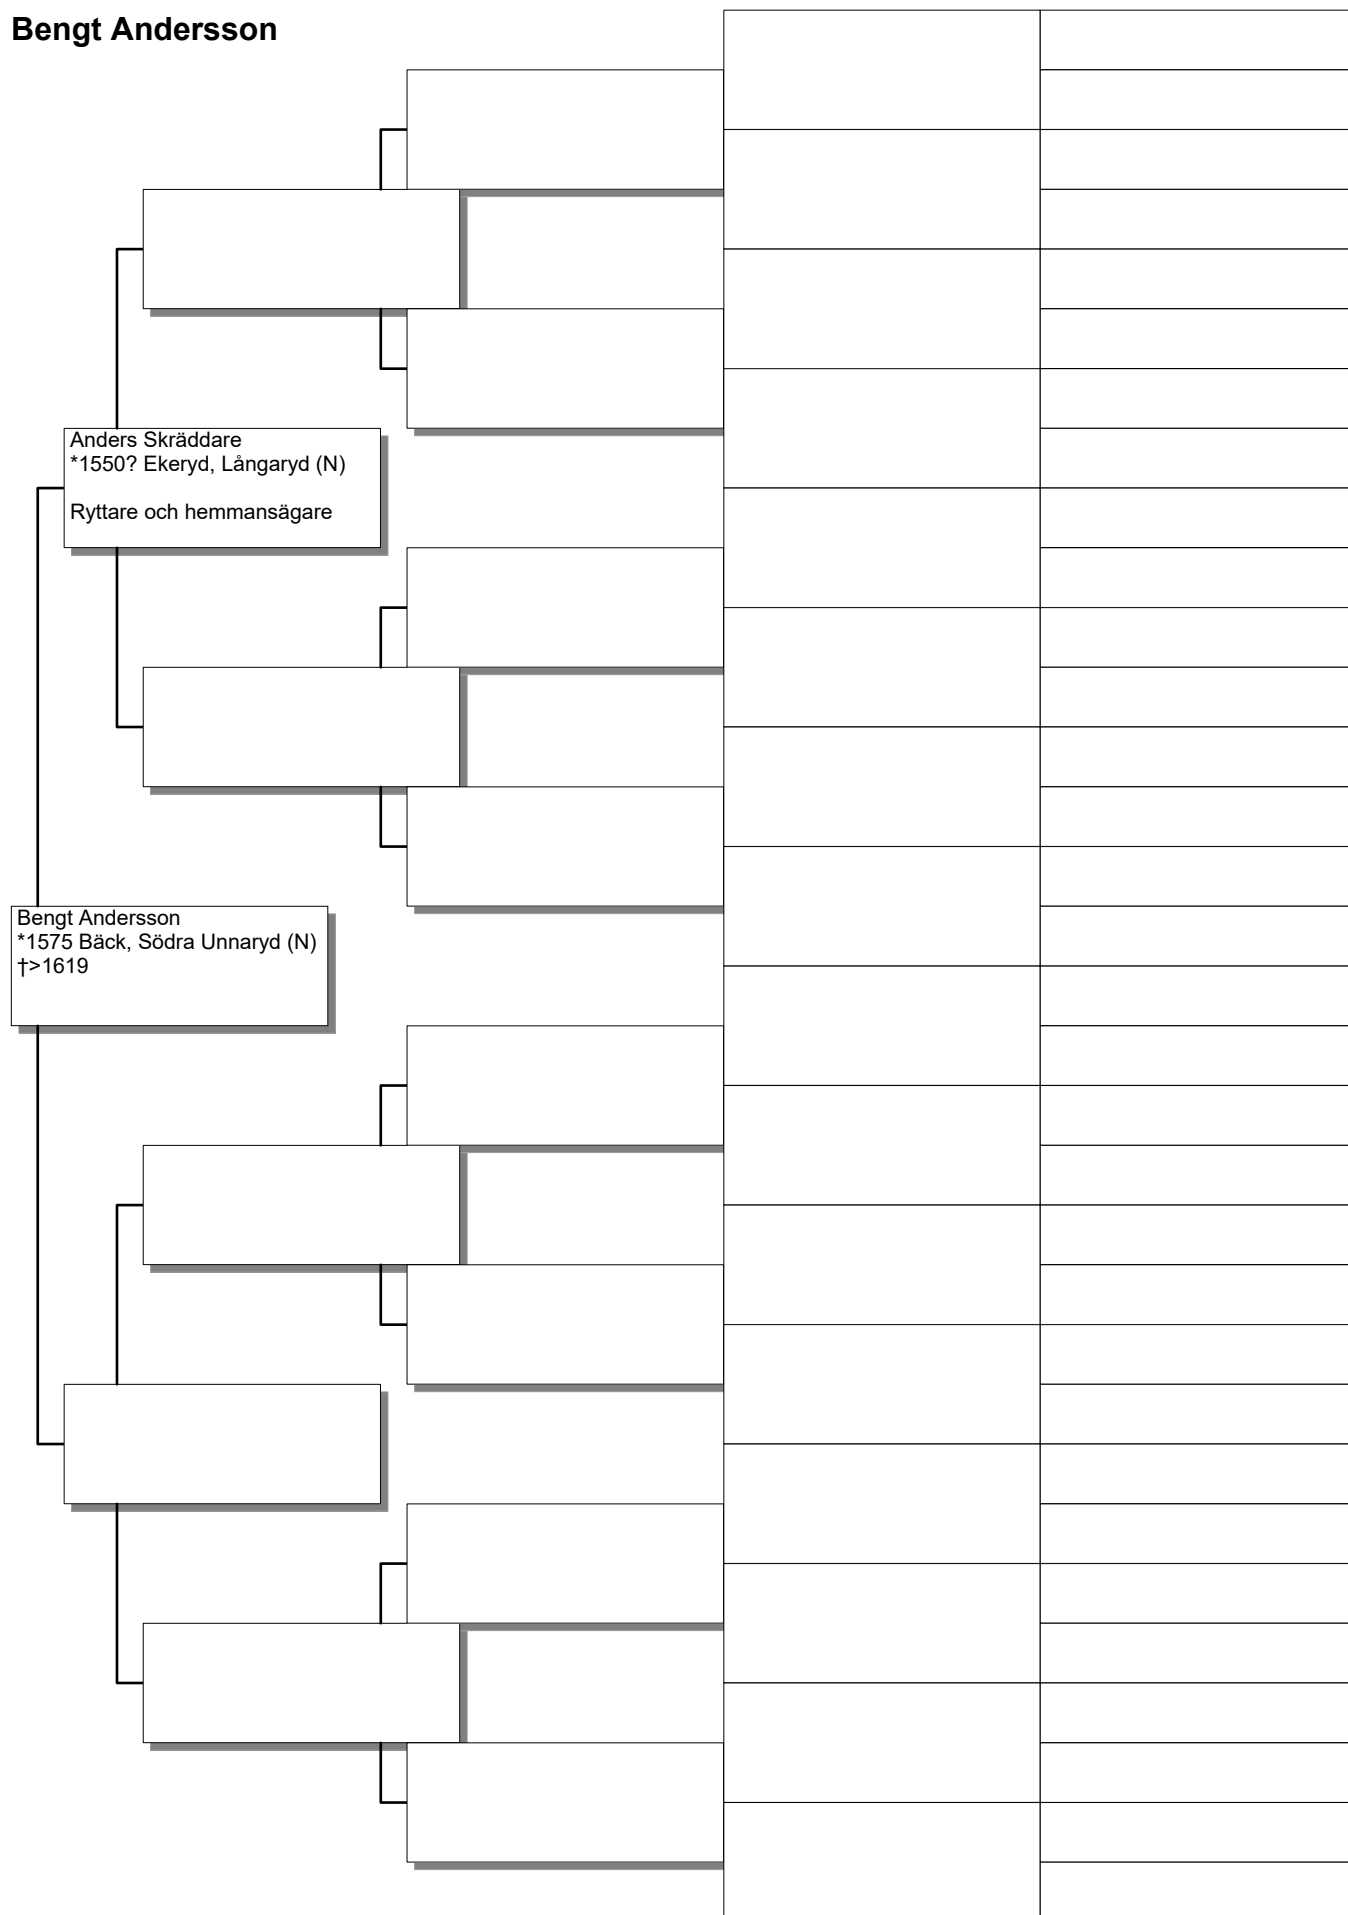 Bengt Andersson
Anders Skräddare
*1550? Ekeryd, Långaryd (N)
Ryttare och hemmansägare
Bengt Andersson
*1575 Bäck, Södra Unnaryd (N)
†>1619